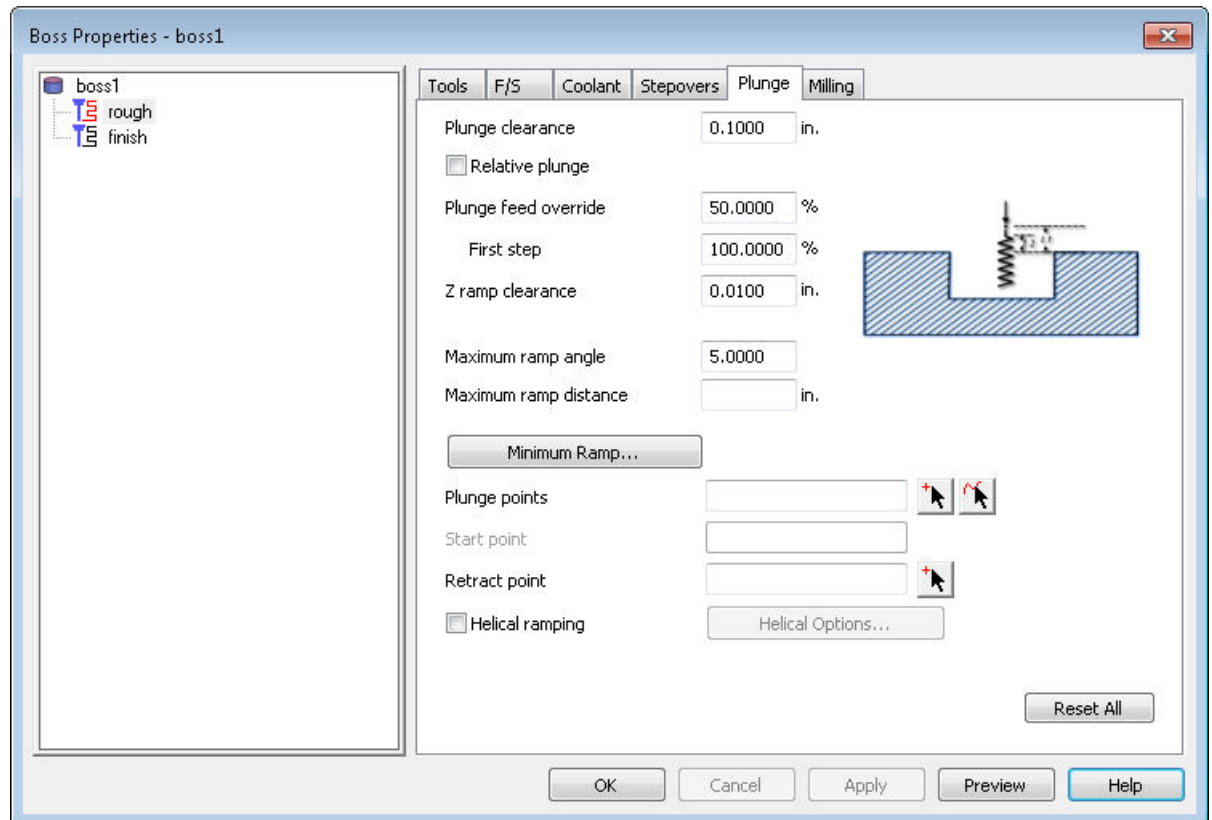 Boss Properties - boss1
boss1
rough
finish
Tools F/S Coolant Stepovers Plunge Milling
Plunge clearance 0.1000 in.
Relative plunge
Plunge feed override 50.0000 %
First step 100.0000 %
Z ramp clearance 0.0100 in.
Maximum ramp angle 5.0000
Maximum ramp distance in.
Minimum Ramp...
Plunge points
Start point
Retract point
Helical ramping Helical Options...
Reset All
OK Cancel Apply Preview Help